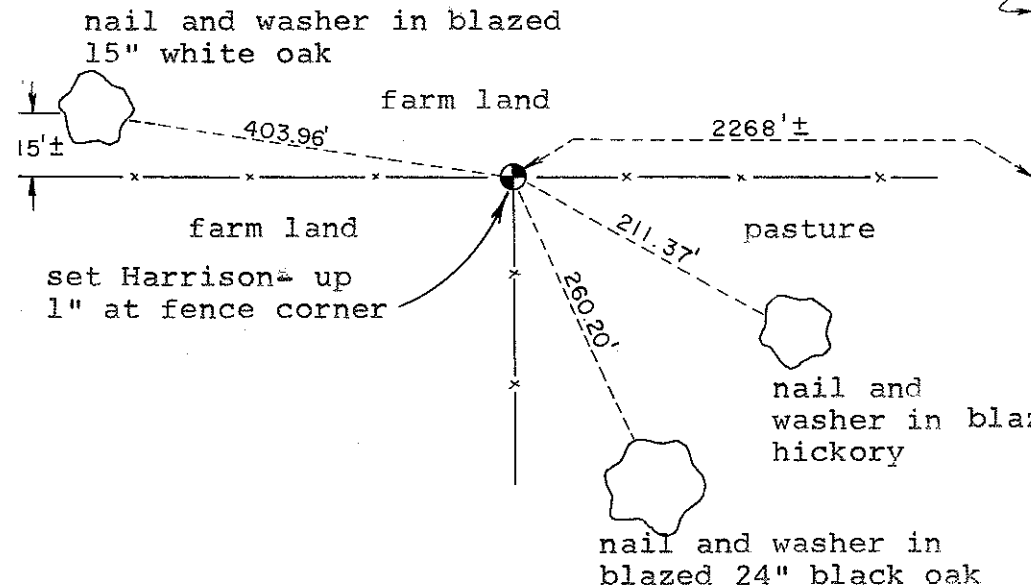 nail and washer in blazed
15" white oak
farm land
403.96'
2268'±
15'±
farm land
211.37'
pasture
set Harrison up
1" at fence corner
260.20'
nail and
washer in blaz
hickory
nail and washer in
blazed 24" black oak